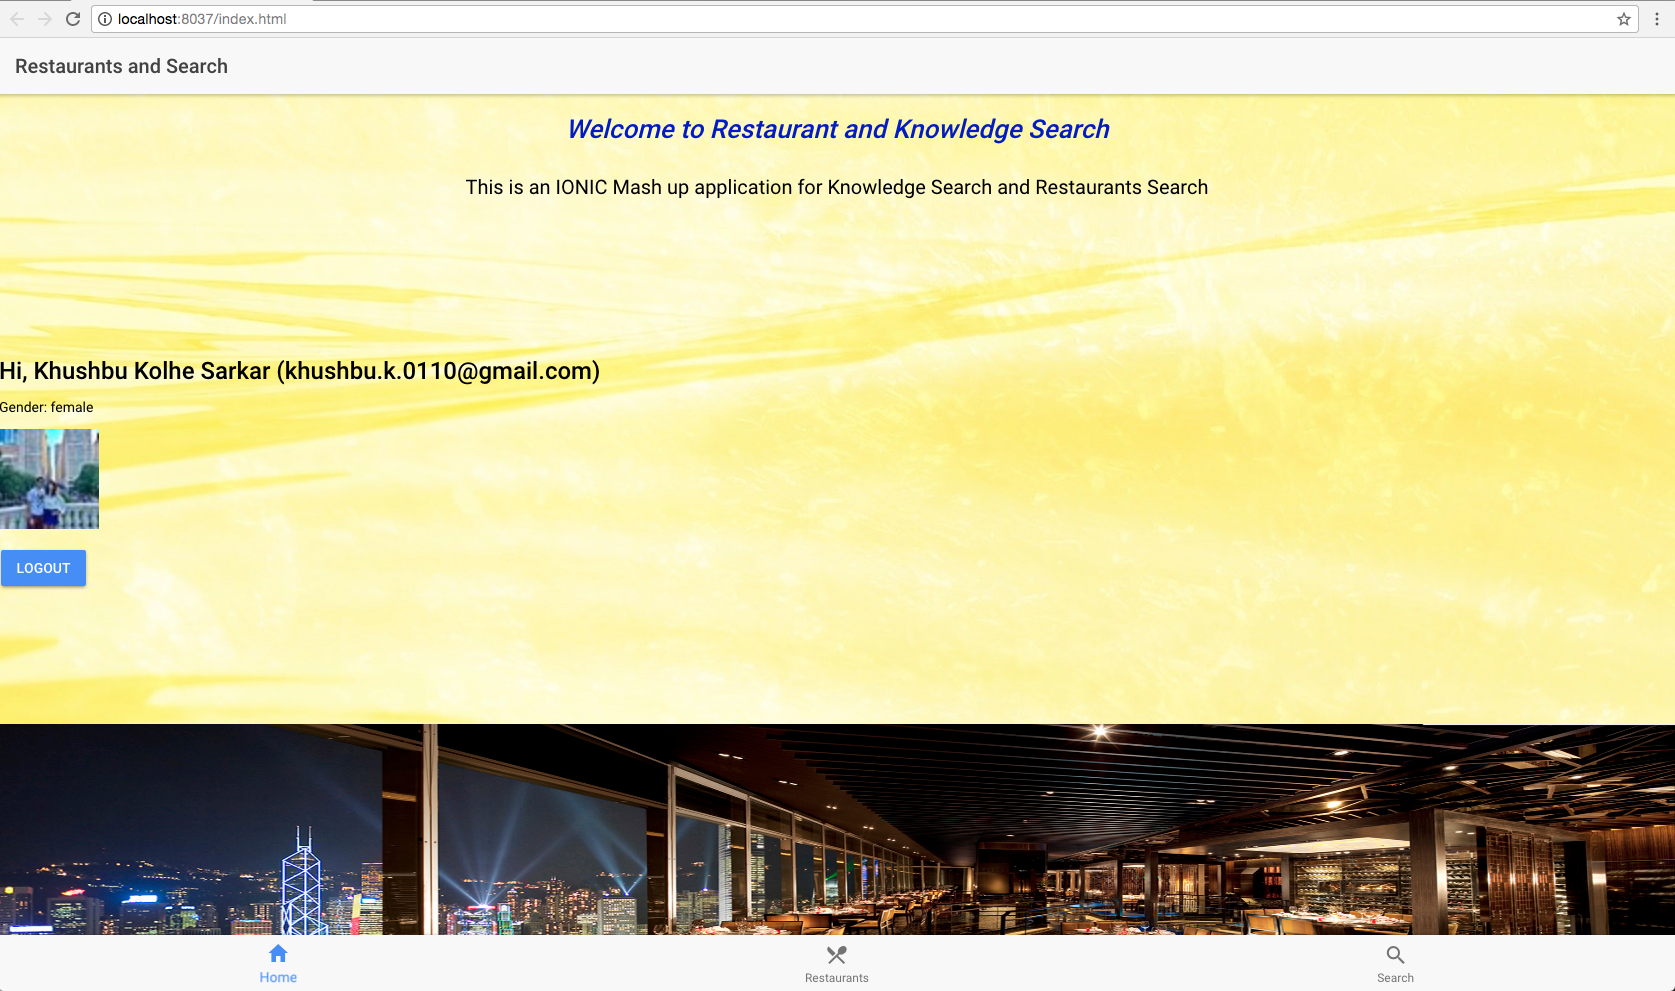 localhost:8037/index.html
Restaurants and Search
Welcome to Restaurant and Knowledge Search
This is an IONIC Mash up application for Knowledge Search and Restaurants Search
Hi, Khushbu Kolhe Sarkar (khushbu.k.0110@gmail.com)
Gender: female
LOGOUT
Home
Restaurants
Search